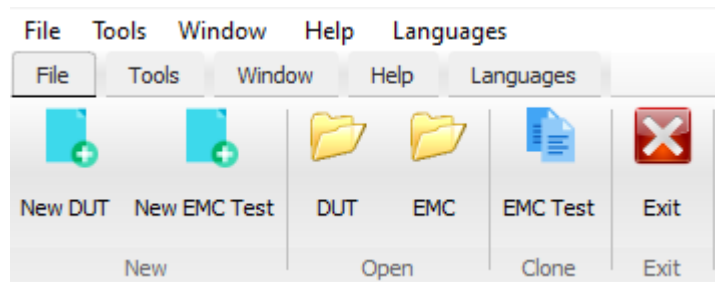 File Tools Window Help Languages
File Tools Window Help Languages
New DUT New EMC Test DUT EMC EMC Test Exit
New Open Clone Exit